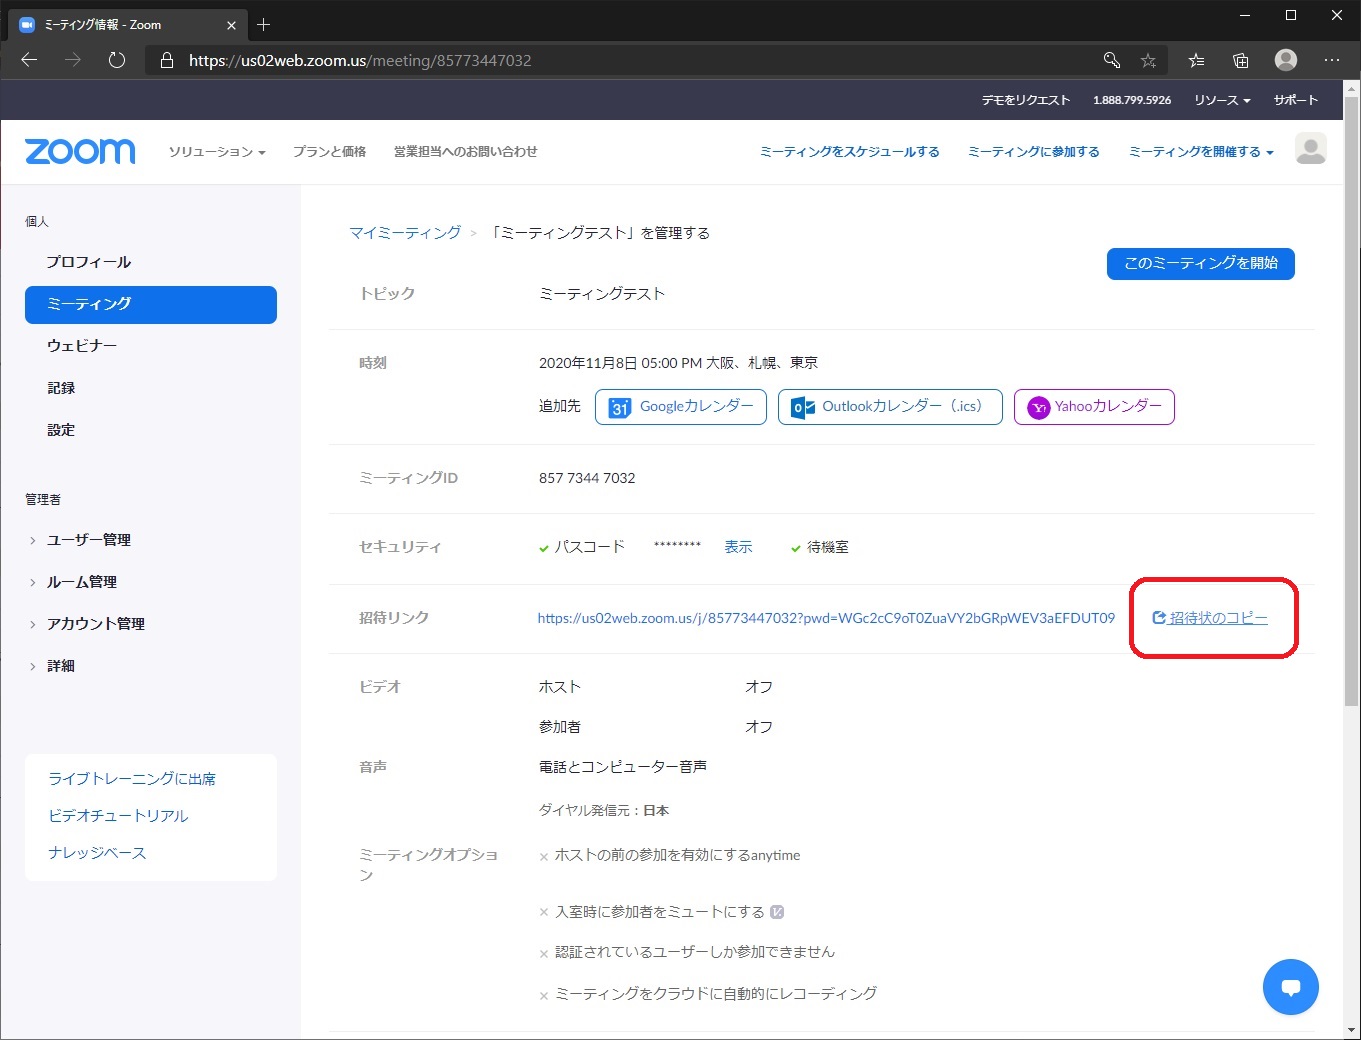 ミーティング情報 - Zoom
https://us02web.zoom.us/meeting/85773447032
デモをリクエスト 1.888.799.5926 リソース サポート
zoom ソリューション プランと価格 営業担当へのお問い合わせ ミーティングをスケジュールする ミーティングに参加する ミーティングを開催する
個人
プロフィール
ミーティング
ウェビナー
記録
設定
管理者
ユーザー管理
ルーム管理
アカウント管理
詳細
ライブトレーニングに出席
ビデオチュートリアル
ナレッジベース
マイミーティング > 「ミーティングテスト」を管理する
このミーティングを開始
トピック ミーティングテスト
時刻 2020年11月8日 05:00 PM 大阪、札幌、東京
追加先 31 Googleカレンダー Outlookカレンダー（.ics） Yahooカレンダー
ミーティングID 857 7344 7032
セキュリティ パスコード ******** 表示 待機室
招待リンク https://us02web.zoom.us/j/85773447032?pwd=WGc2cC9oT0ZuaVY2bGRpWEV3aEFDUT09 招待状のコピー
ビデオ ホスト オフ
参加者 オフ
音声 電話とコンピューター音声
ダイヤル発信元：日本
ミーティングオプション
× ホストの前の参加を有効にするanytime
× 入室時に参加者をミュートにする
× 認証されているユーザーしか参加できません
× ミーティングをクラウドに自動的にレコーディング